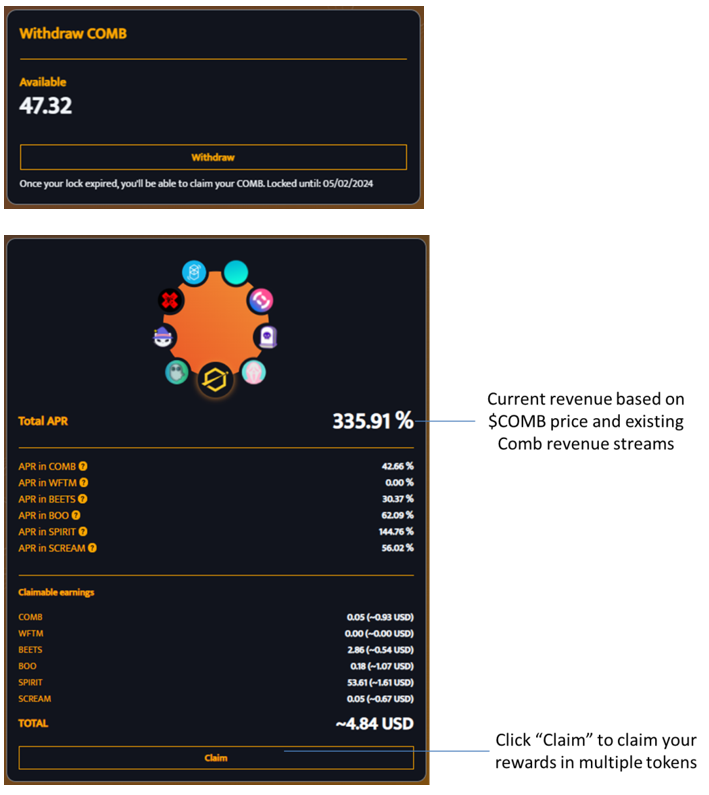 Withdraw COMB
Available
47.32
Withdraw
Once your lock expired, you'll be able to claim your COMB. Locked until: 05/02/2024
Total APR 335.91 %
Current revenue based on
$COMB price and existing
Comb revenue streams
APR in COMB ? 42.66 %
APR in WFTM ? 0.00 %
APR in BEETS ? 30.37 %
APR in BOO ? 62.09 %
APR in SPIRIT ? 144.76 %
APR in SCREAM ? 56.02 %
Claimable earnings
COMB 0.05 (~0.93 USD)
WFTM 0.00 (~0.00 USD)
BEETS 2.86 (~0.54 USD)
BOO 0.18 (~1.07 USD)
SPIRIT 53.61 (~1.61 USD)
SCREAM 0.05 (~0.67 USD)
TOTAL ~4.84 USD
Claim
Click “Claim” to claim your
rewards in multiple tokens